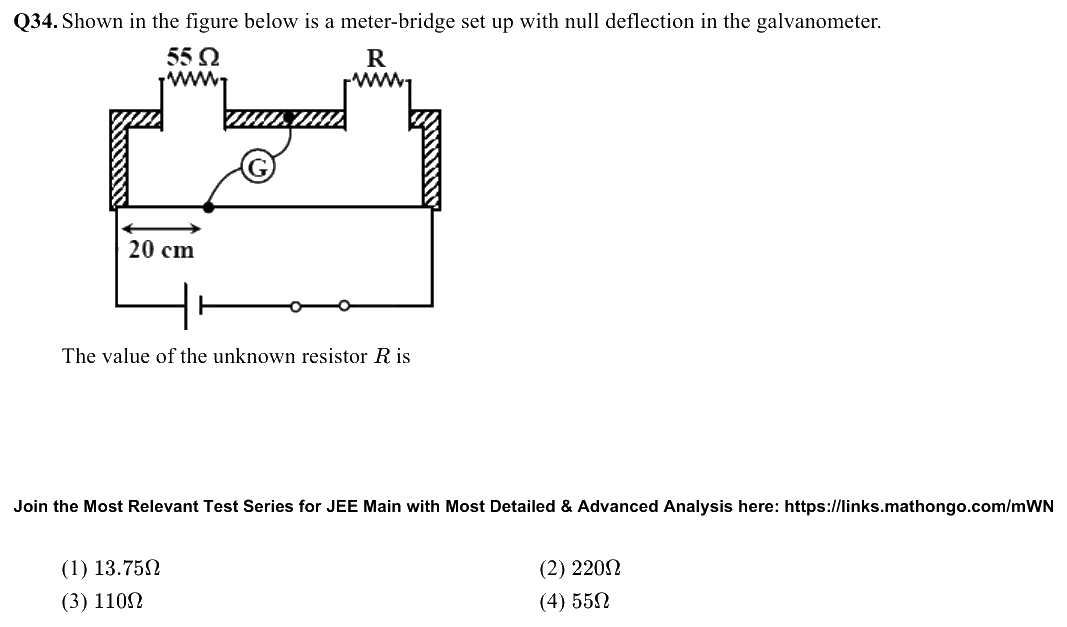 Q34. Shown in the figure below is a meter-bridge set up with null deflection in the galvanometer.
55 Ω
R
G
20 cm
The value of the unknown resistor R is
Join the Most Relevant Test Series for JEE Main with Most Detailed & Advanced Analysis here: https://links.mathongo.com/mWN
(1) 13.75Ω
(2) 220Ω
(3) 110Ω
(4) 55Ω